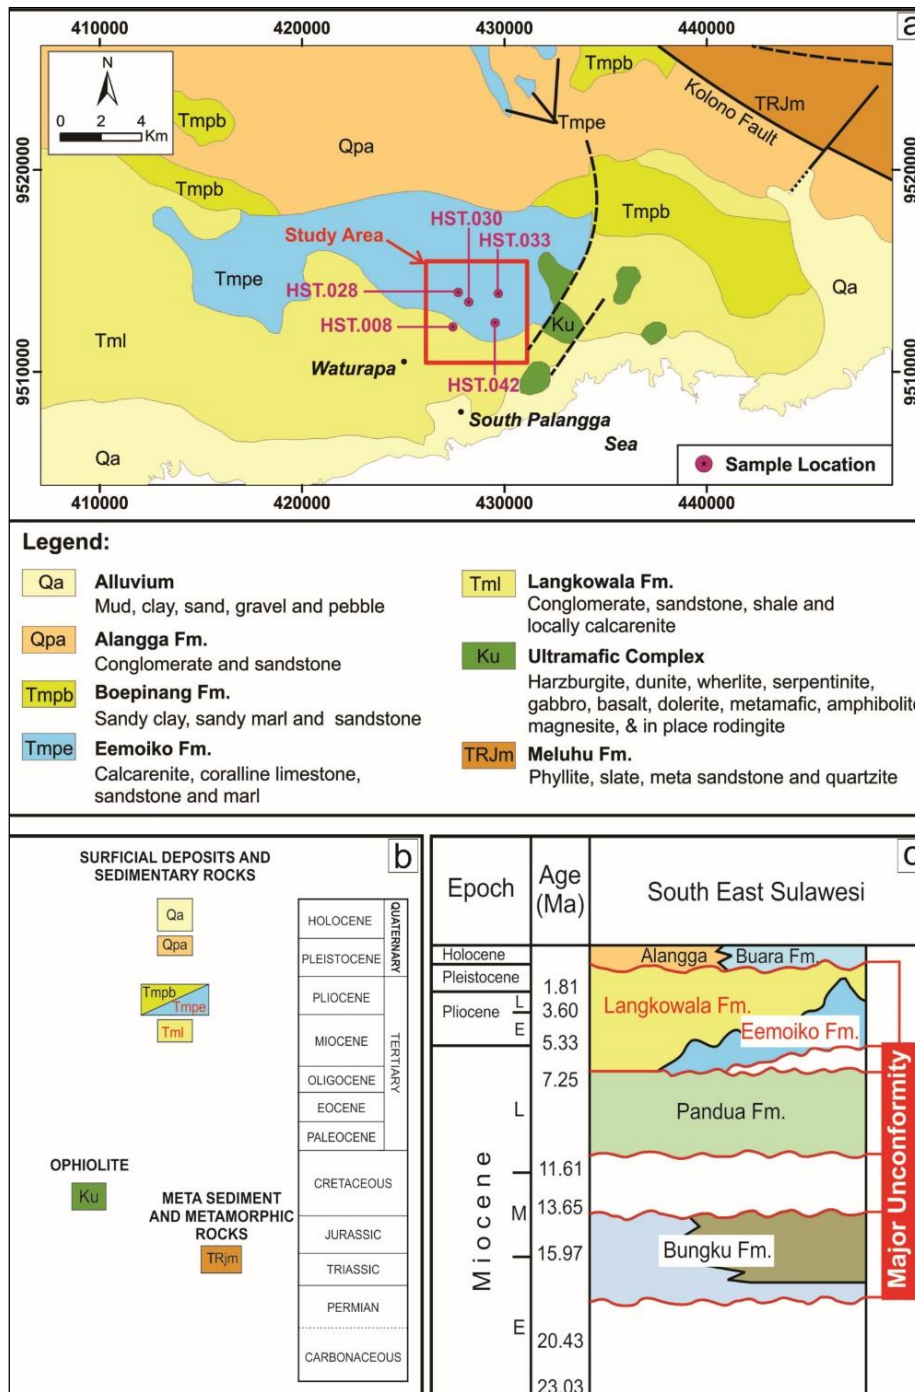 a
410000 420000 430000 440000
N
0 2 4
Km
Tmpb
Tmpb
Tmpe
TRJm
Kolono Fault
Qpa
9520000
9520000
Tmpb
HST.030
Tmpb
Study Area
HST.033
Tmpe
HST.028
Qa
Tml
HST.008
Ku
Waturapa
9510000
9510000
HST.042
South Palangga
Sea
Qa
Sample Location
410000 420000 430000 440000
Legend:
Qa Alluvium
Mud, clay, sand, gravel and pebble
Qpa Alangga Fm.
Conglomerate and sandstone
Tmpb Boepinang Fm.
Sandy clay, sandy marl and sandstone
Tmpe Eemoiko Fm.
Calcarenite, coralline limestone,
sandstone and marl
Tml Langkowala Fm.
Conglomerate, sandstone, shale and
locally calcarenite
Ku Ultramafic Complex
Harzburgite, dunite, wherlite, serpentinite,
gabbro, basalt, dolerite, metamafic, amphibolite
magnesite, & in place rodingite
TRJm Meluhu Fm.
Phyllite, slate, meta sandstone and quartzite
b
SURFICIAL DEPOSITS AND
SEDIMENTARY ROCKS
Qa
Qpa
Tmpb
Tmpe
Tml
OPHIOLITE
Ku
META SEDIMENT
AND METAMORPHIC
ROCKS
TRjm
HOLOCENE
PLEISTOCENE
PLIOCENE
MIOCENE
OLIGOCENE
EOCENE
PALEOCENE
CRETACEOUS
JURASSIC
TRIASSIC
PERMIAN
CARBONACEOUS
QUATERNARY
TERTIARY
c
Epoch
Age
(Ma)
South East Sulawesi
Holocene
Pleistocene
Pliocene
L
E
Miocene
L
M
E
1.81
3.60
5.33
7.25
11.61
13.65
15.97
20.43
23.03
Alangga
Buara Fm.
Langkowala Fm.
Eemoiko Fm.
Pandua Fm.
Bungku Fm.
Major Unconformity